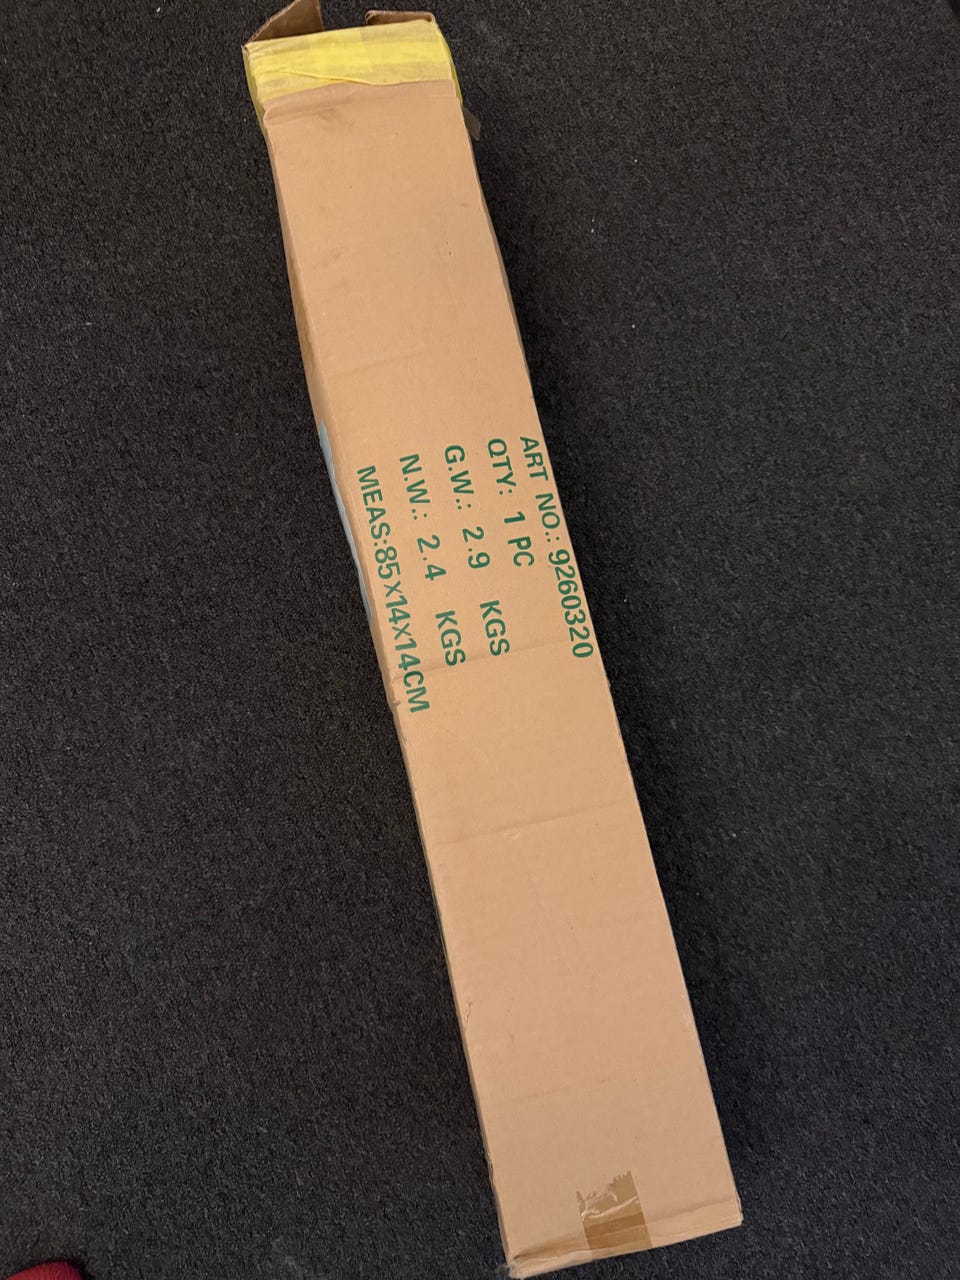 ART NO.: 9260320
QTY: 1 PC
G.W.: 2.9 KGS
N.W.: 2.4 KGS
MEAS:85x14x14CM